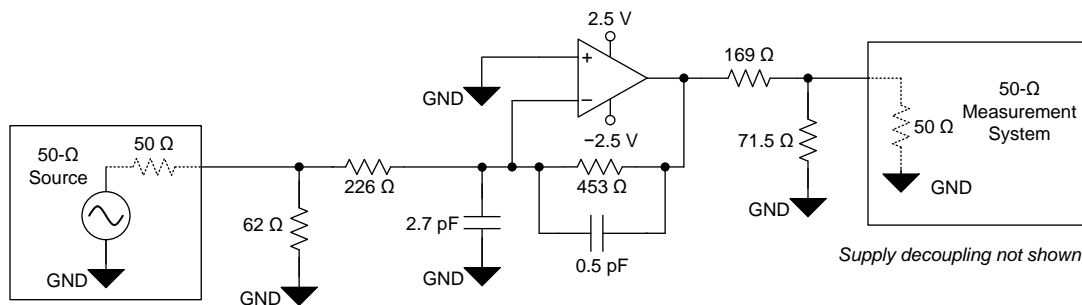 2.5 V
+
−
−2.5 V
GND
169 Ω
71.5 Ω
GND
50-Ω
Measurement
System
50 Ω
GND
Supply decoupling not shown
50-Ω
Source
50 Ω
GND
62 Ω
GND
226 Ω
2.7 pF
GND
453 Ω
0.5 pF